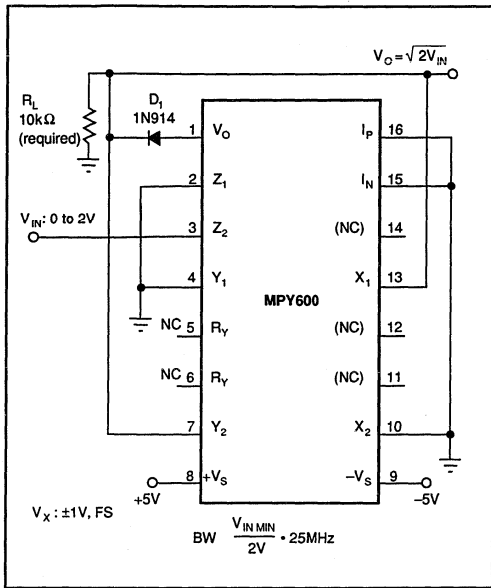 V_O = √2V_IN
R_L
10kΩ
(required)
D_1
1N914
1 V_O I_P 16
2 Z_1 I_N 15
V_IN: 0 to 2V
3 Z_2 (NC) 14
4 Y_1 X_1 13
MPY600
NC 5 R_Y (NC) 12
NC 6 R_Y (NC) 11
7 Y_2 X_2 10
8 +V_S –V_S 9
+5V –5V
V_X : ±1V, FS
BW V_IN MIN / 2V • 25MHz